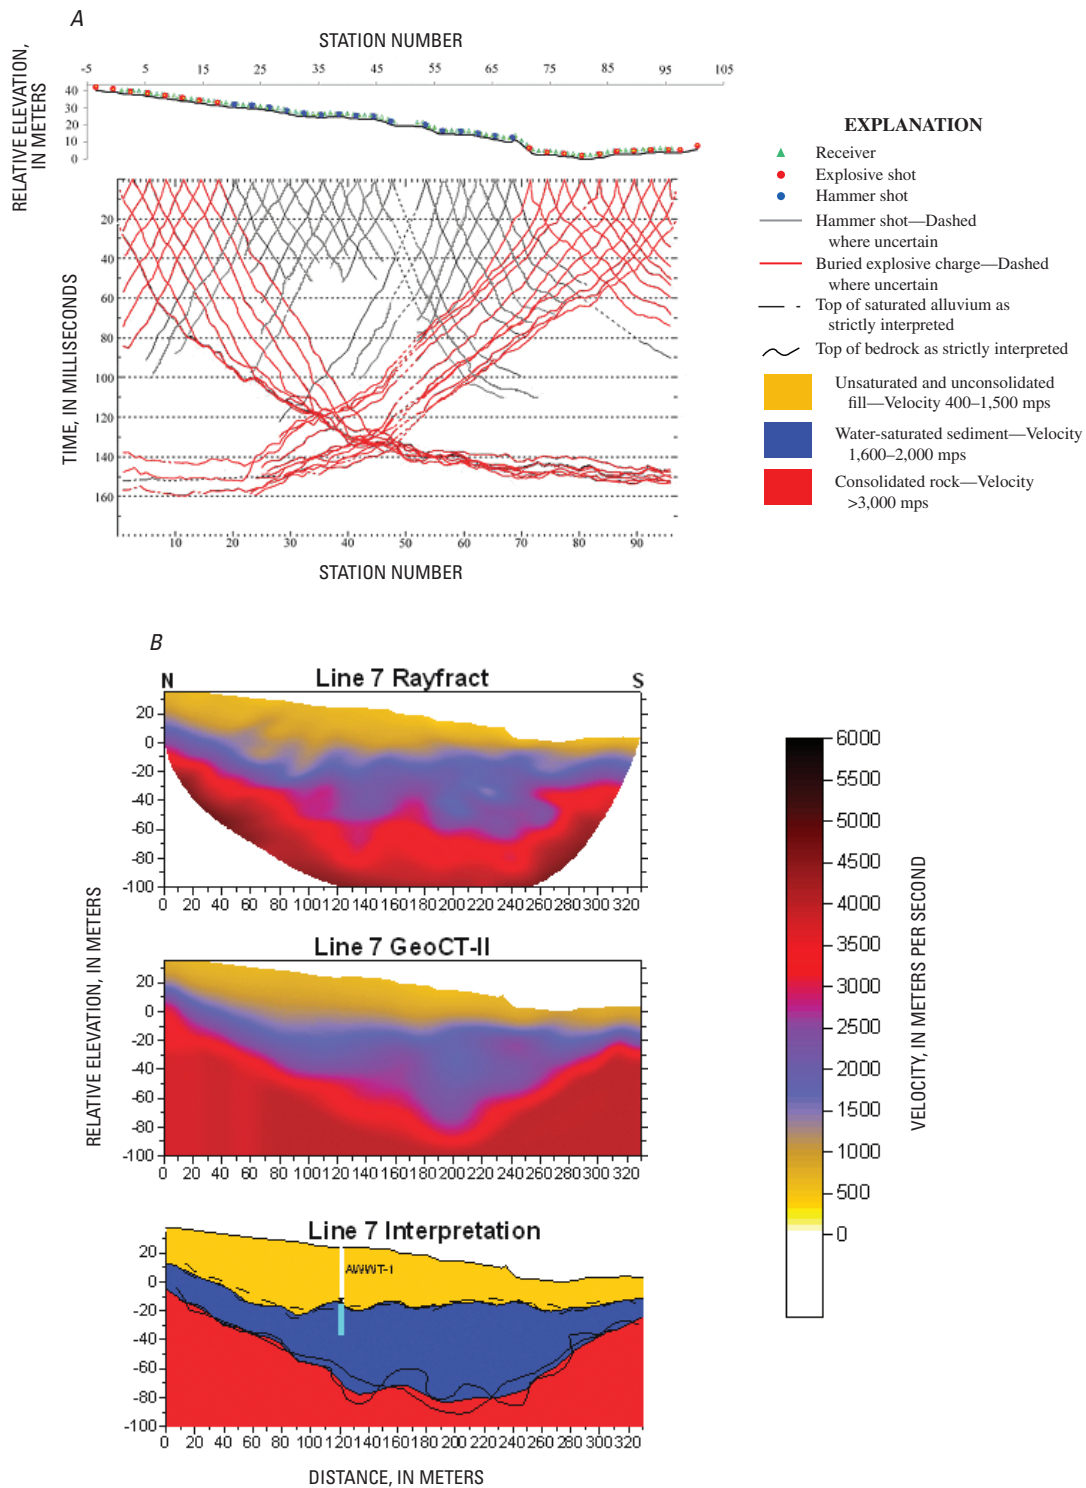 A
STATION NUMBER
-5 5 15 25 35 45 55 65 75 85 95 105
RELATIVE ELEVATION,
IN METERS
40
30
20
10
0
20
40
60
80
100
120
140
160
TIME, IN MILLISECONDS
10 20 30 40 50 60 70 80 90
STATION NUMBER
EXPLANATION
Receiver
Explosive shot
Hammer shot
Hammer shot—Dashed
where uncertain
Buried explosive charge—Dashed
where uncertain
Top of saturated alluvium as
strictly interpreted
Top of bedrock as strictly interpreted
Unsaturated and unconsolidated
fill—Velocity 400–1,500 mps
Water-saturated sediment—Velocity
1,600–2,000 mps
Consolidated rock—Velocity
>3,000 mps
B
N Line 7 Rayfract S
20
0
-20
-40
-60
-80
-100
0 20 40 60 80 100 120 140 160 180 200 220 240 260 280 300 320
Line 7 GeoCT-II
20
0
-20
-40
-60
-80
-100
0 20 40 60 80 100 120 140 160 180 200 220 240 260 280 300 320
RELATIVE ELEVATION, IN METERS
Line 7 Interpretation
AWWT-1
20
0
-20
-40
-60
-80
-100
0 20 40 60 80 100 120 140 160 180 200 220 240 260 280 300 320
DISTANCE, IN METERS
6000
5500
5000
4500
4000
3500
3000
2500
2000
1500
1000
500
0
VELOCITY, IN METERS PER SECOND